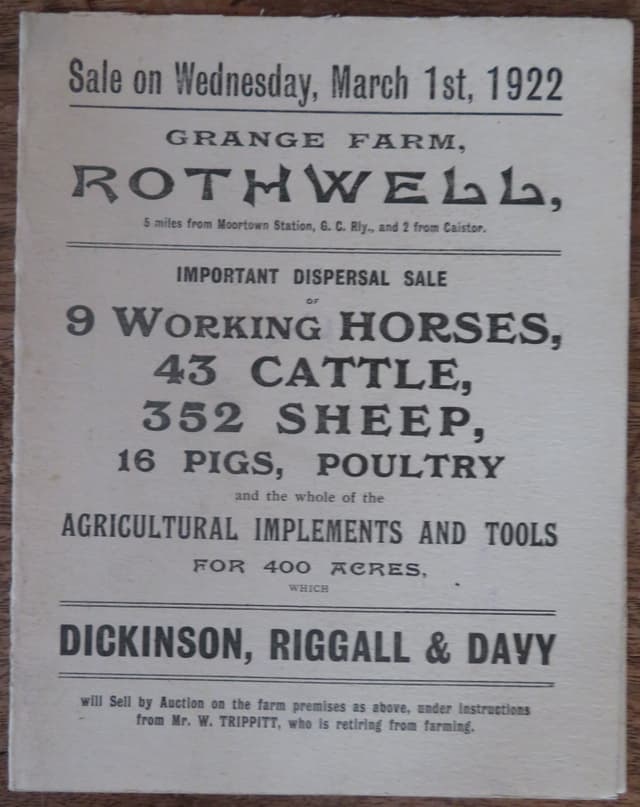 Sale on Wednesday, March 1st, 1922
GRANGE FARM,
ROTHWELL,
5 miles from Moortown Station, G. C. Rly., and 2 from Caistor.
IMPORTANT DISPERSAL SALE
OF
9 WORKING HORSES,
43 CATTLE,
352 SHEEP,
16 PIGS, POULTRY
and the whole of the
AGRICULTURAL IMPLEMENTS AND TOOLS
FOR 400 ACRES,
WHICH
DICKINSON, RIGGALL & DAVY
will Sell by Auction on the farm premises as above, under instructions
from Mr. W. TRIPPITT, who is retiring from farming.